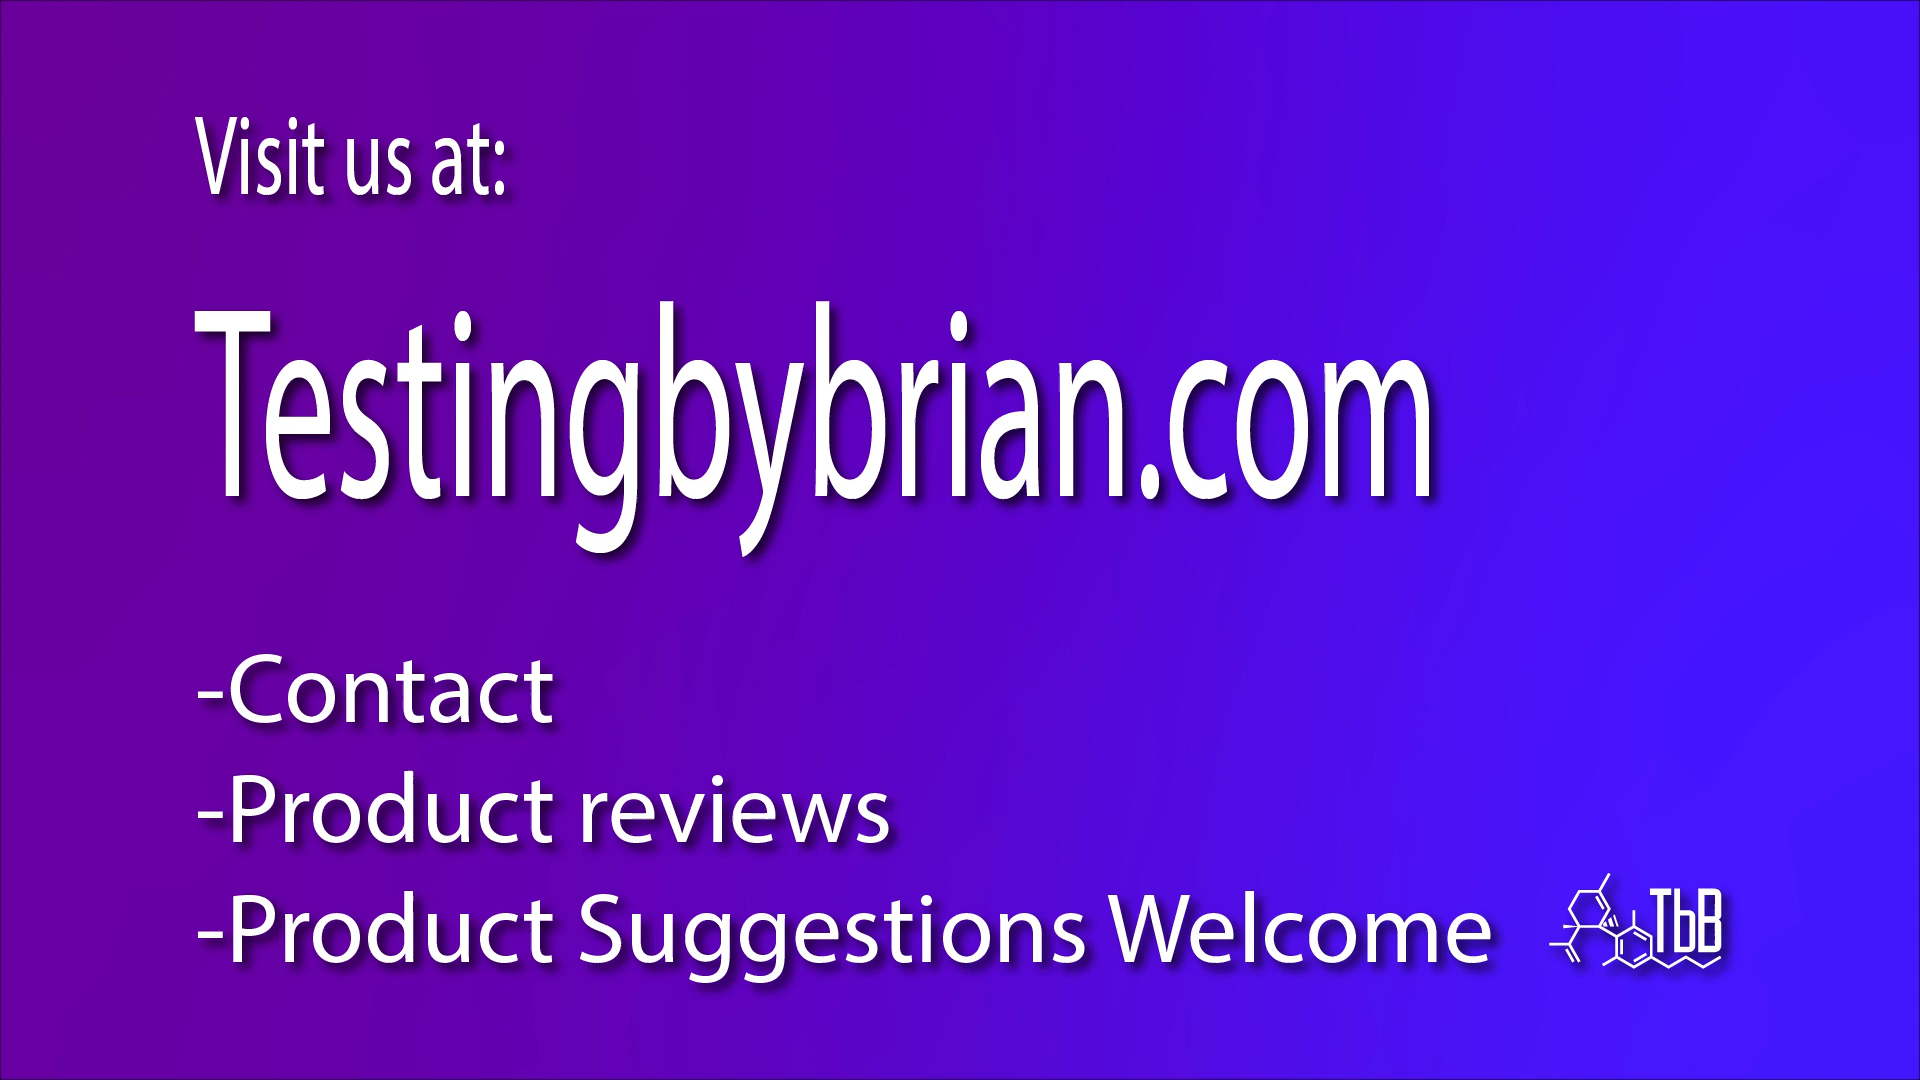 Visit us at:
Testingbybrian.com
-Contact
-Product reviews
-Product Suggestions Welcome
TbB